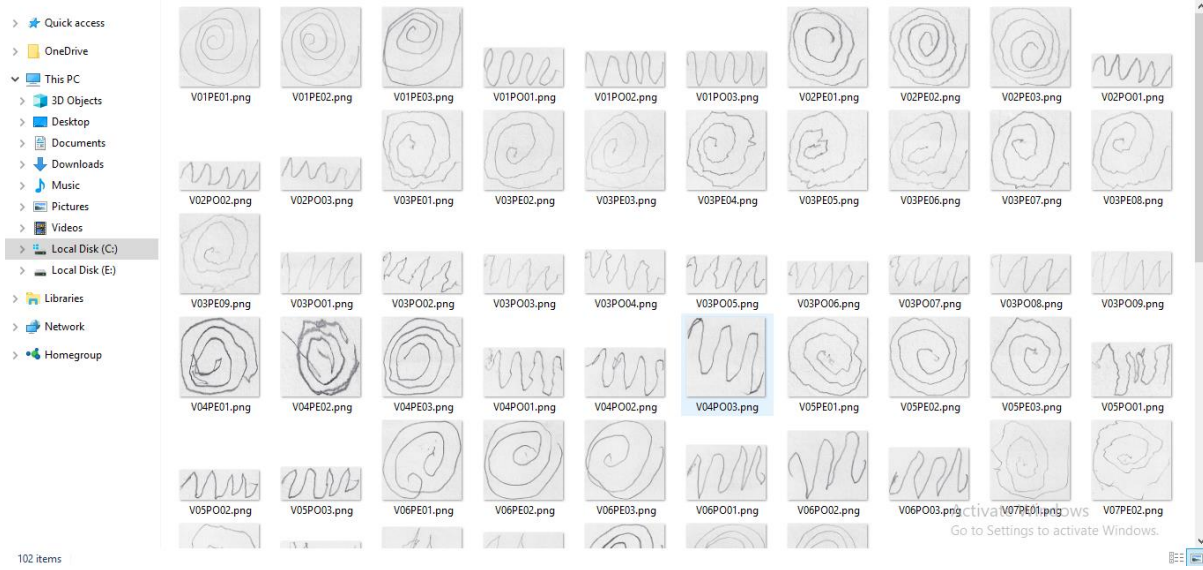 Quick access
OneDrive
This PC
3D Objects
Desktop
Documents
Downloads
Music
Pictures
Videos
Local Disk (C:)
Local Disk (E:)
Libraries
Network
Homegroup
V01PE01.png V01PE02.png V01PE03.png V01PO01.png V01PO02.png V01PO03.png V02PE01.png V02PE02.png V02PE03.png V02PO01.png
V02PO02.png V02PO03.png V03PE01.png V03PE02.png V03PE03.png V03PE04.png V03PE05.png V03PE06.png V03PE07.png V03PE08.png
V03PE09.png V03PO01.png V03PO02.png V03PO03.png V03PO04.png V03PO05.png V03PO06.png V03PO07.png V03PO08.png V03PO09.png
V04PE01.png V04PE02.png V04PE03.png V04PO01.png V04PO02.png V04PO03.png V05PE01.png V05PE02.png V05PE03.png V05PO01.png
V05PO02.png V05PO03.png V06PE01.png V06PE02.png V06PE03.png V06PO01.png V06PO02.png V06PO03.png V07PE01.png V07PE02.png
Activate Windows
Go to Settings to activate Windows.
102 items